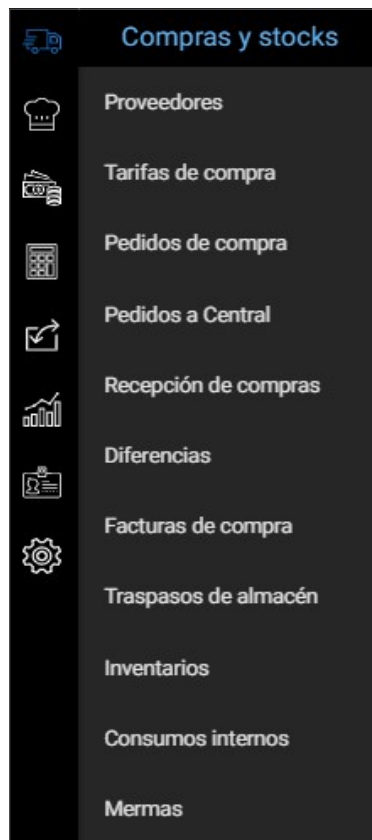 Compras y stocks
Proveedores
Tarifas de compra
Pedidos de compra
Pedidos a Central
Recepción de compras
Diferencias
Facturas de compra
Traspasos de almacén
Inventarios
Consumos internos
Mermas